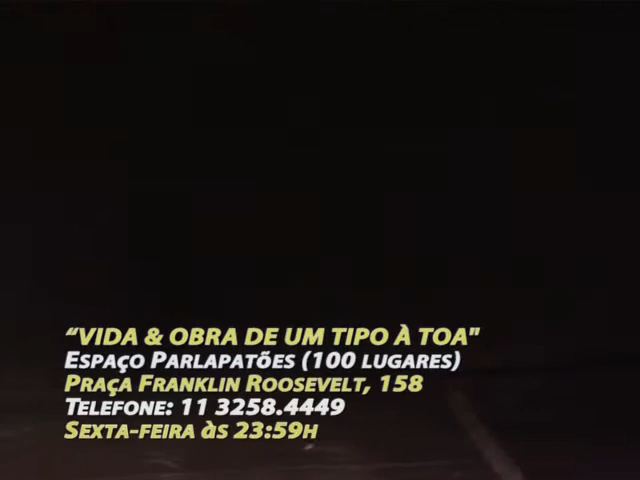 “VIDA & OBRA DE UM TIPO À TOA"
ESPAÇO PARLAPATÕES (100 LUGARES)
PRAÇA FRANKLIN ROOSEVELT, 158
TELEFONE: 11 3258.4449
SEXTA-FEIRA às 23:59H